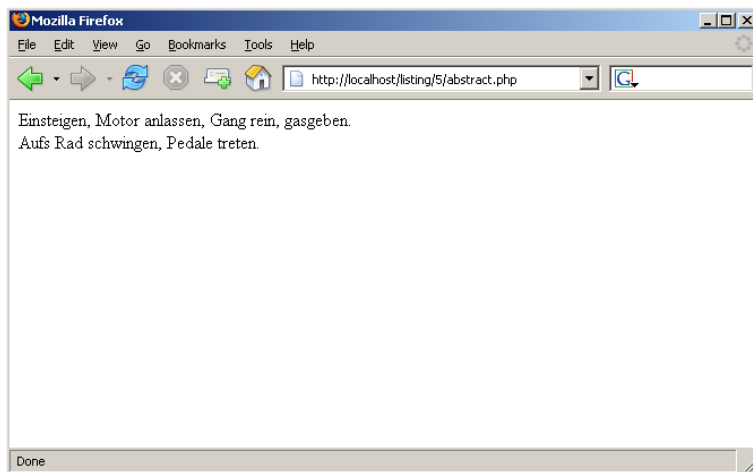 Mozilla Firefox
File Edit View Go Bookmarks Tools Help
http://localhost/listing/5/abstract.php G
Einsteigen, Motor anlassen, Gang rein, gasgeben.
Aufs Rad schwingen, Pedale treten.
Done